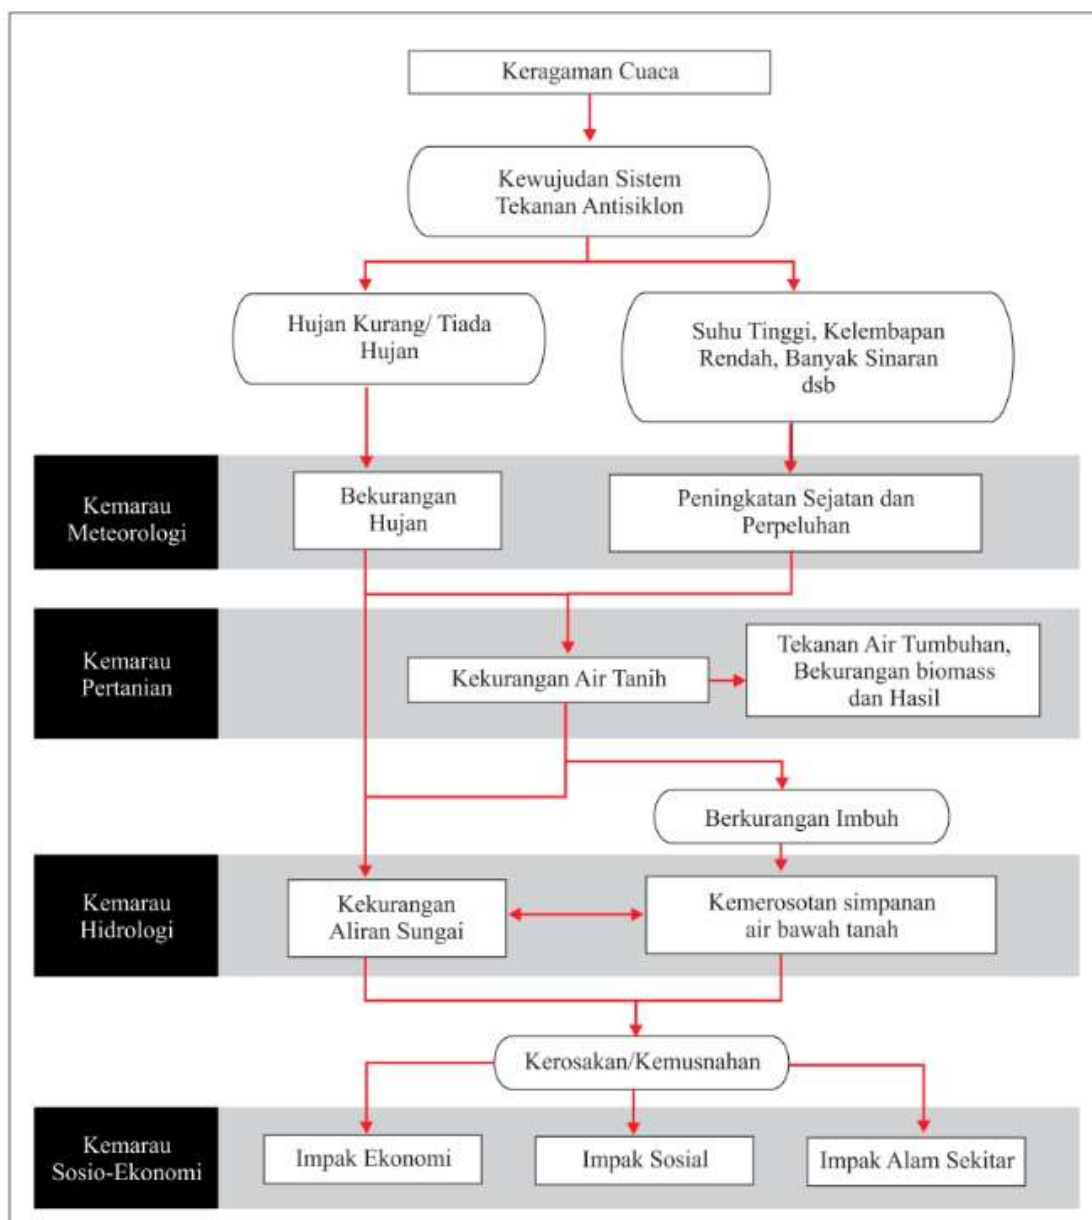 Keragaman Cuaca
Kewujudan Sistem
Tekanan Antisiklon
Hujan Kurang/ Tiada
Hujan
Suhu Tinggi, Kelembapan
Rendah, Banyak Sinaran
dsb
Kemarau
Meteorologi
Bekurangan
Hujan
Peningkatan Sejatan dan
Perpeluhan
Kemarau
Pertanian
Kekurangan Air Tanih
Tekanan Air Tumbuhan,
Bekurangan biomass
dan Hasil
Berkurangan Imbuh
Kemarau
Hidrologi
Kekurangan
Aliran Sungai
Kemerosotan simpanan
air bawah tanah
Kerosakan/Kemusnahan
Kemarau
Sosio-Ekonomi
Impak Ekonomi
Impak Sosial
Impak Alam Sekitar